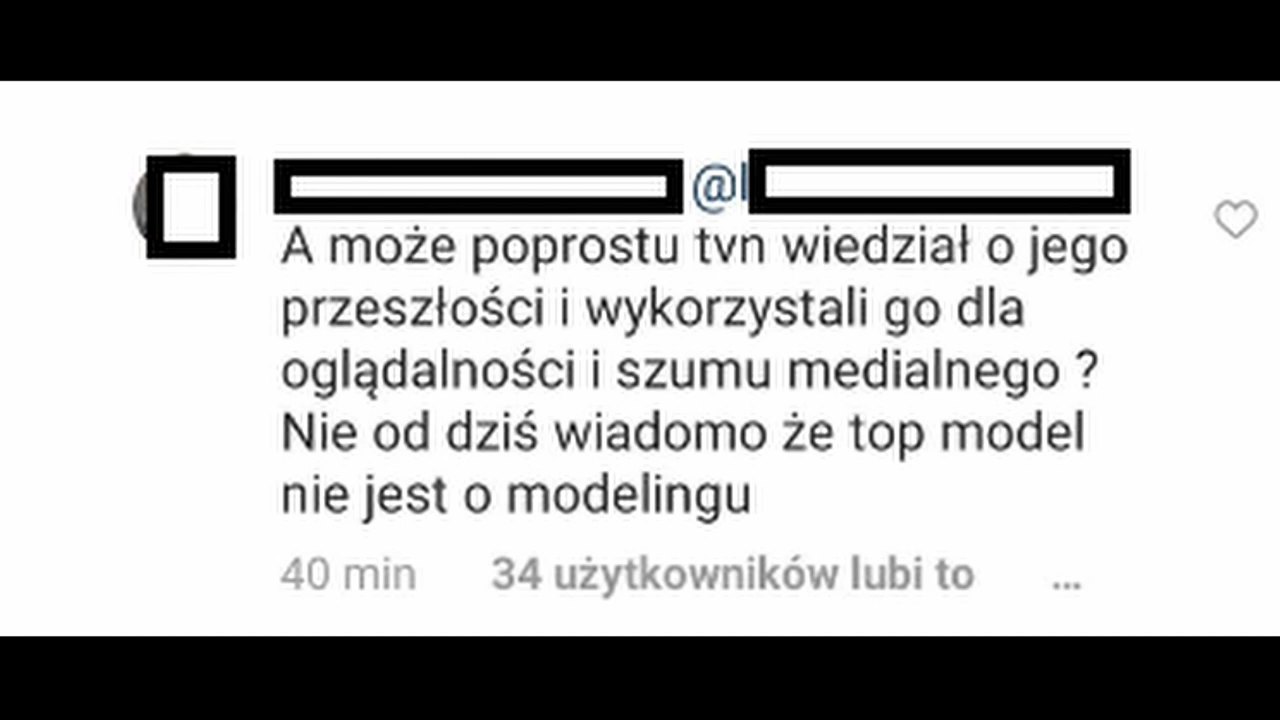 @
A może poprostu tvn wiedział o jego
przeszłości i wykorzystali go dla
oglądalności i szumu medialnego ?
Nie od dziś wiadomo że top model
nie jest o modelingu
40 min 34 użytkowników lubi to ...